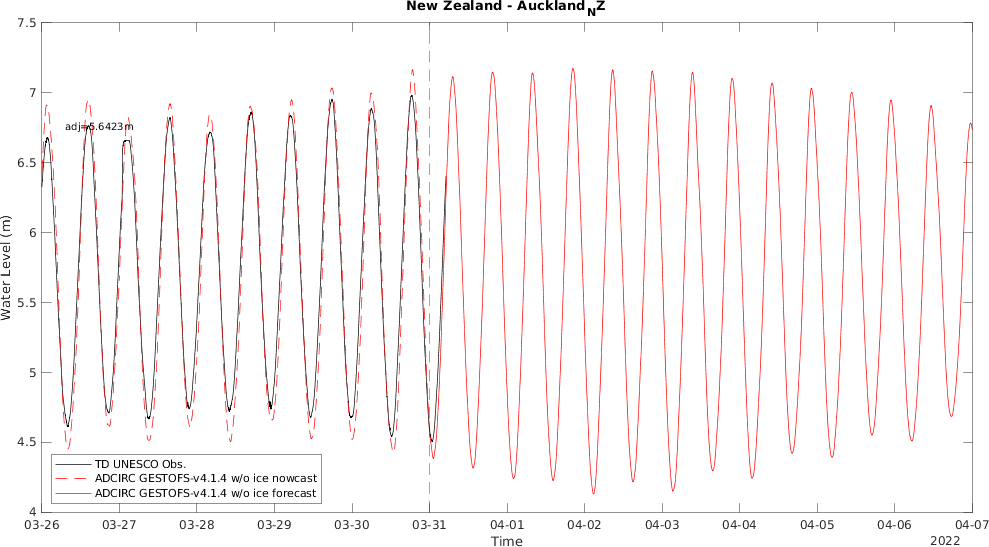 New Zealand - Auckland_NZ
7.5
7
6.5
6
5.5
5
4.5
4
Water Level (m)
adj=5.6423m
TD UNESCO Obs.
ADCIRC GESTOFS-v4.1.4 w/o ice nowcast
ADCIRC GESTOFS-v4.1.4 w/o ice forecast
03-26 03-27 03-28 03-29 03-30 03-31 04-01 04-02 04-03 04-04 04-05 04-06 04-07
Time
2022